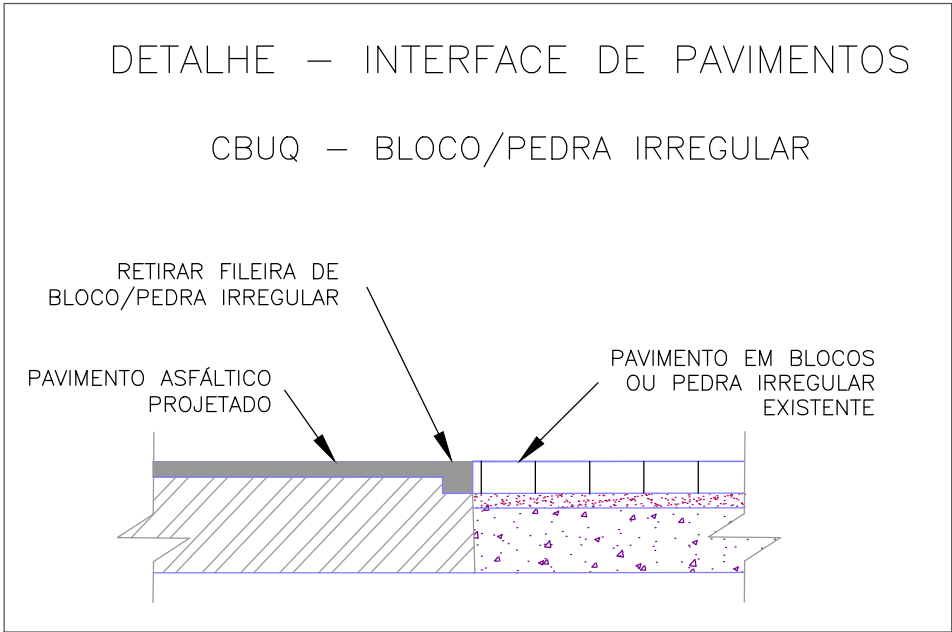 DETALHE – INTERFACE DE PAVIMENTOS
CBUQ – BLOCO/PEDRA IRREGULAR
RETIRAR FILEIRA DE
BLOCO/PEDRA IRREGULAR
PAVIMENTO ASFÁLTICO
PROJETADO
PAVIMENTO EM BLOCOS
OU PEDRA IRREGULAR
EXISTENTE